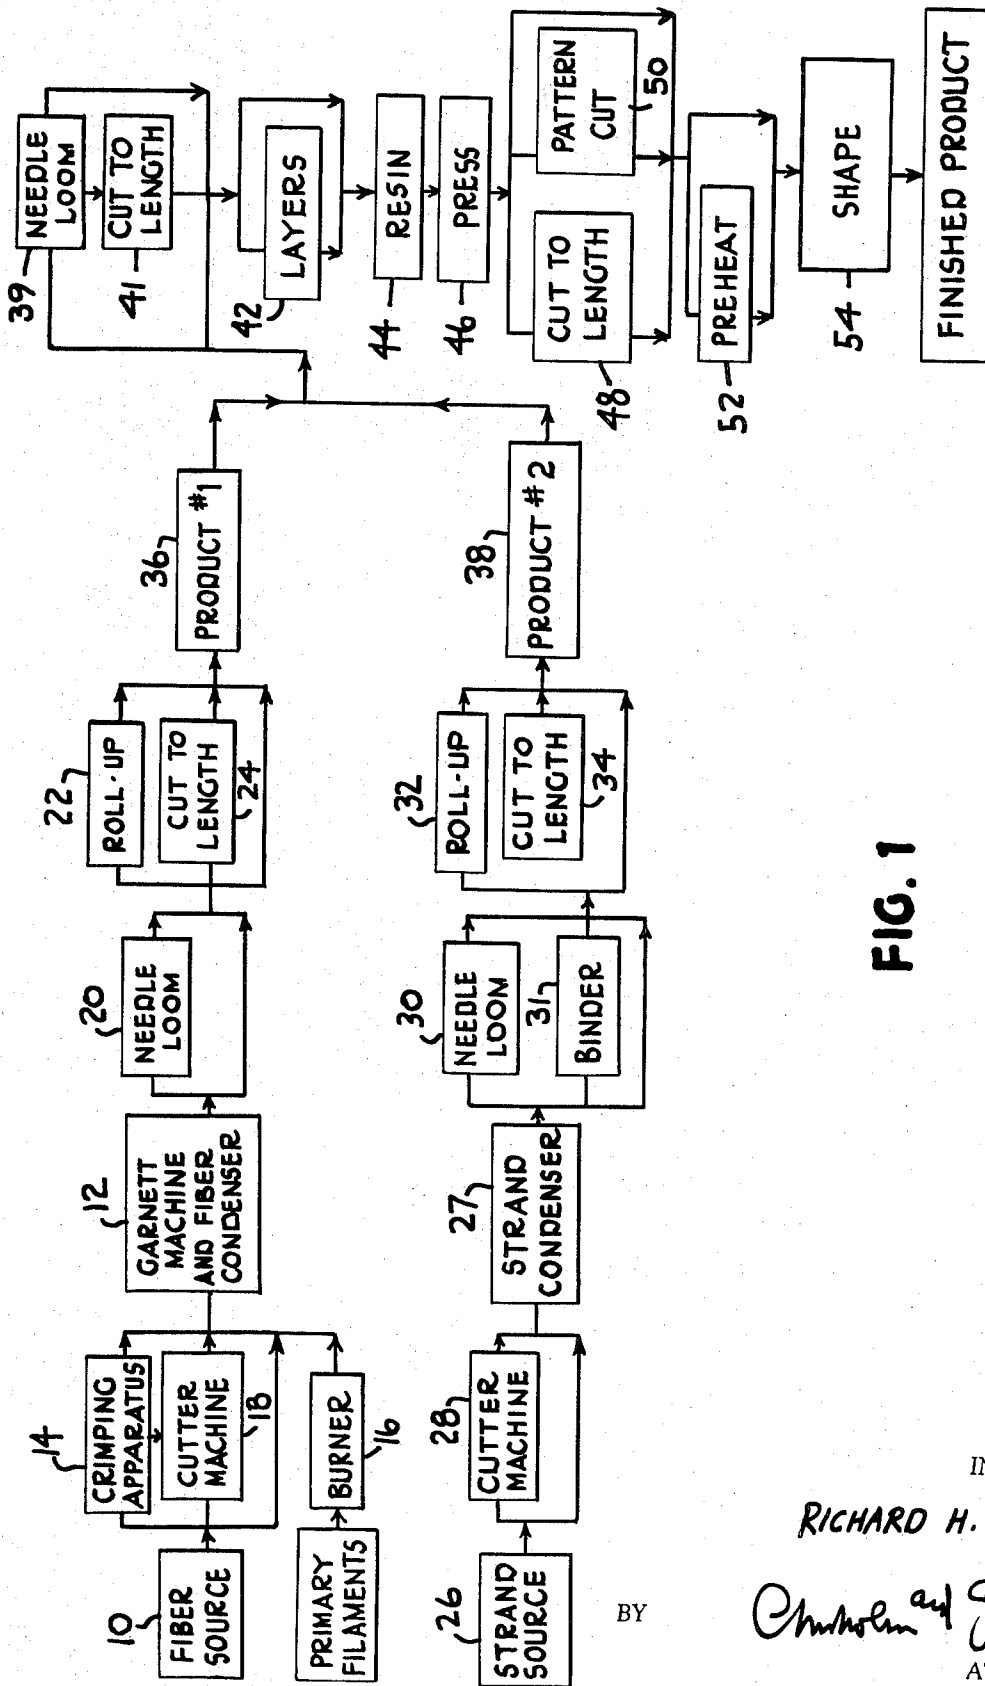 10
FIBER
SOURCE
14
CRIMPING
APPARATUS
CUTTER
MACHINE
18
PRIMARY
FILAMENTS
BURNER
16
12
GARNETT
MACHINE
AND FIBER
CONDENSER
20
NEEDLE
LOOM
22
ROLL-UP
CUT TO
LENGTH
24
36
PRODUCT #1
26
STRAND
SOURCE
28
CUTTER
MACHINE
27
STRAND
CONDENSER
30
NEEDLE
LOOM
31
BINDER
32
ROLL-UP
CUT TO
LENGTH
34
38
PRODUCT #2
39
NEEDLE
LOOM
41
CUT TO
LENGTH
42
LAYERS
44
RESIN
46
PRESS
48
CUT TO
LENGTH
PATTERN
CUT
50
52
PREHEAT
54
SHAPE
FINISHED PRODUCT
FIG. 1
RICHARD H.
BY
Chisholm and